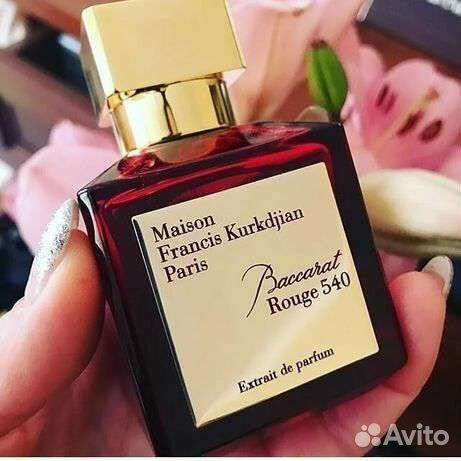 Maison
Francis Kurkdjian
Paris
Baccarat
Rouge 540
Extrait de parfum
Avito